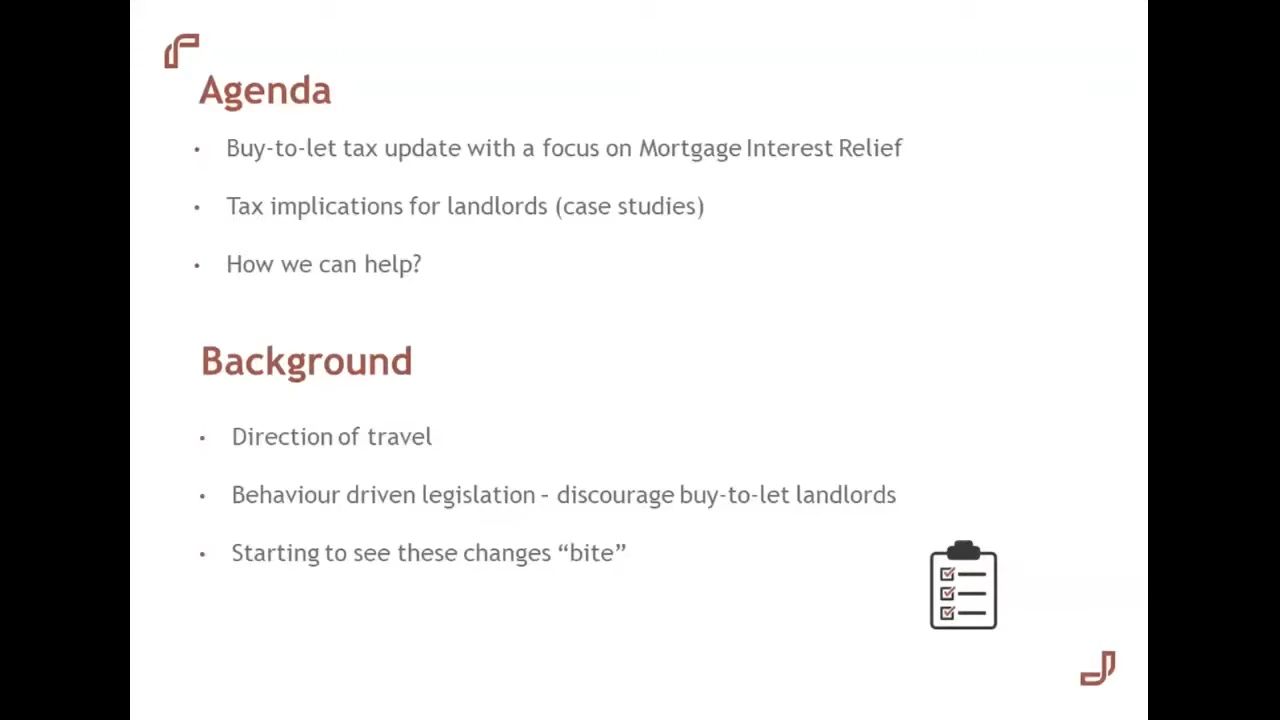 Agenda
• Buy-to-let tax update with a focus on Mortgage Interest Relief
• Tax implications for landlords (case studies)
• How we can help?
Background
• Direction of travel
• Behaviour driven legislation – discourage buy-to-let landlords
• Starting to see these changes “bite”